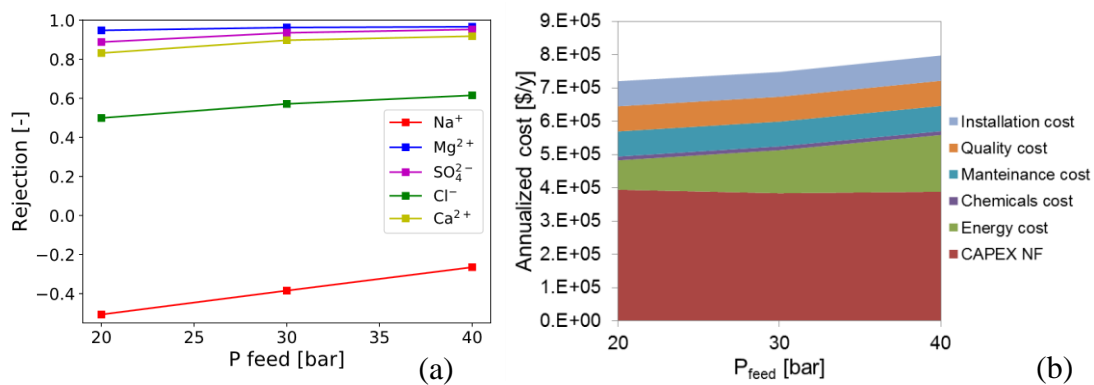 1.0
0.8
0.6
0.4
0.2
0.0
−0.2
−0.4
Rejection [-]
Na⁺
Mg²⁺
SO₄²⁻
Cl⁻
Ca²⁺
20 25 30 35 40
P feed [bar]
(a)
9.E+05
8.E+05
7.E+05
6.E+05
5.E+05
4.E+05
3.E+05
2.E+05
1.E+05
0.E+00
Annualized cost [$/y]
Installation cost
Quality cost
Manteinance cost
Chemicals cost
Energy cost
CAPEX NF
20 30 40
P_feed [bar]
(b)